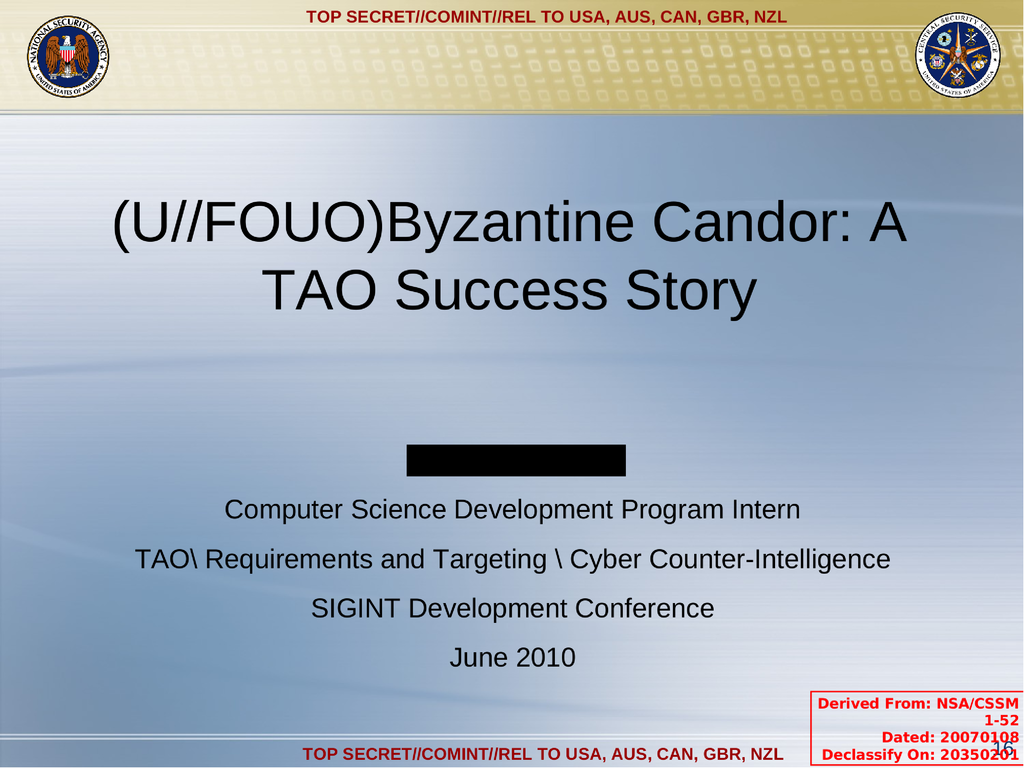 TOP SECRET//COMINT//REL TO USA, AUS, CAN, GBR, NZL
NATIONAL SECURITY AGENCY
UNITED STATES OF AMERICA
CENTRAL SECURITY SERVICE
UNITED STATES OF AMERICA
(U//FOUO)Byzantine Candor: A
TAO Success Story
Computer Science Development Program Intern
TAO\ Requirements and Targeting \ Cyber Counter-Intelligence
SIGINT Development Conference
June 2010
Derived From: NSA/CSSM
1-52
Dated: 20070108
Declassify On: 20350201
16
TOP SECRET//COMINT//REL TO USA, AUS, CAN, GBR, NZL